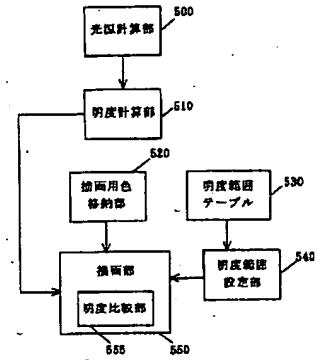 光源計算部
500
明度計算部
510
520
描画用色
格納部
530
明度範囲
テーブル
描画部
明度範囲
設定部
540
明度比較部
555
550